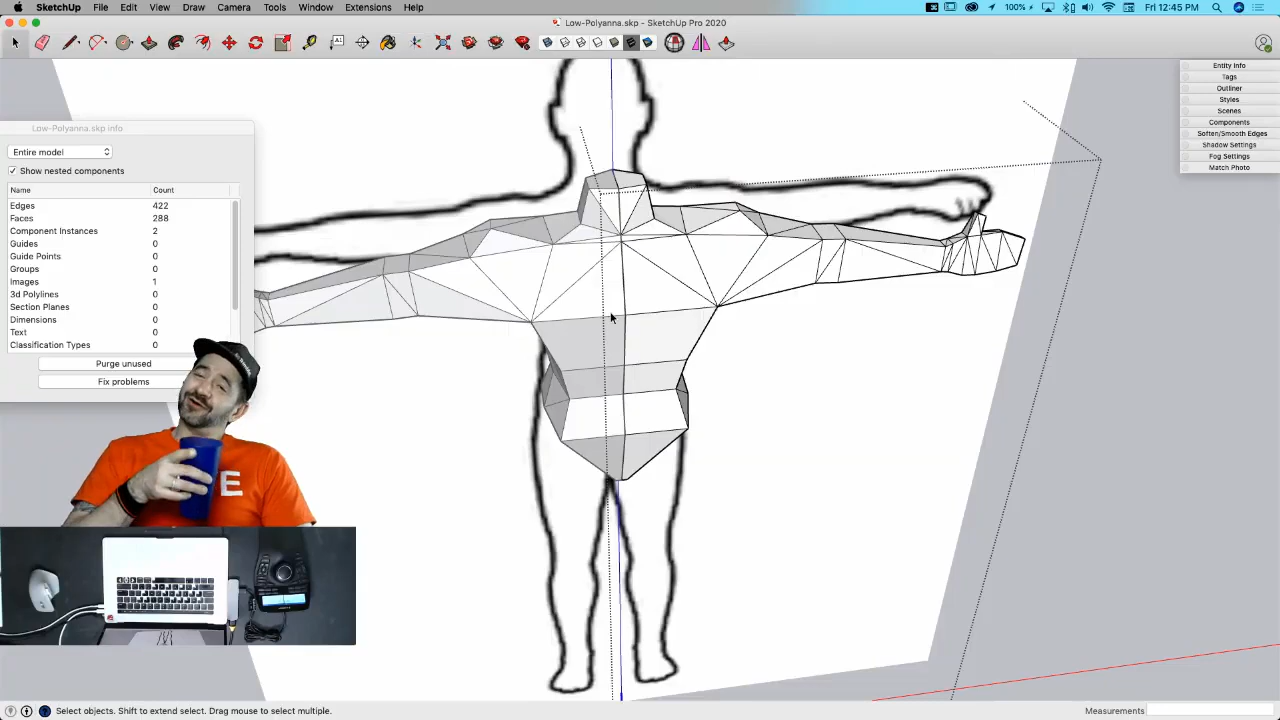 SketchUp File Edit View Draw Camera Tools Window Extensions Help 100% Fri 12:45 PM
Low-Polyanna.skp - SketchUp Pro 2020
Entity Info
Tags
Outliner
Styles
Scenes
Components
Soften/Smooth Edges
Shadow Settings
Fog Settings
Match Photo
Low-Polyanna.skp info
Entire model
Show nested components
Name Count
Edges 422
Faces 288
Component Instances 2
Guides 0
Guide Points 0
Groups 0
Images 1
3d Polylines 0
Section Planes 0
Dimensions 0
Text 0
Classification Types 0
Purge unused
Fix problems
E
Select objects. Shift to extend select. Drag mouse to select multiple. Measurements